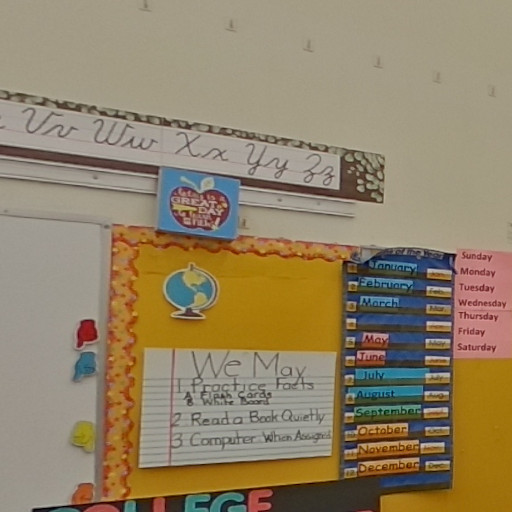 Vv Ww Xx Yy Zz
GREAT
DAY
We May
1. Practice Facts
A. Flash Cards
B. White Board
2 Read a Book Quietly
3 Computer When Assigned
January
February
March
May
June
July
August
September
October
November
December
Sunday
Monday
Tuesday
Wednesday
Thursday
Friday
Saturday
COLLEGE